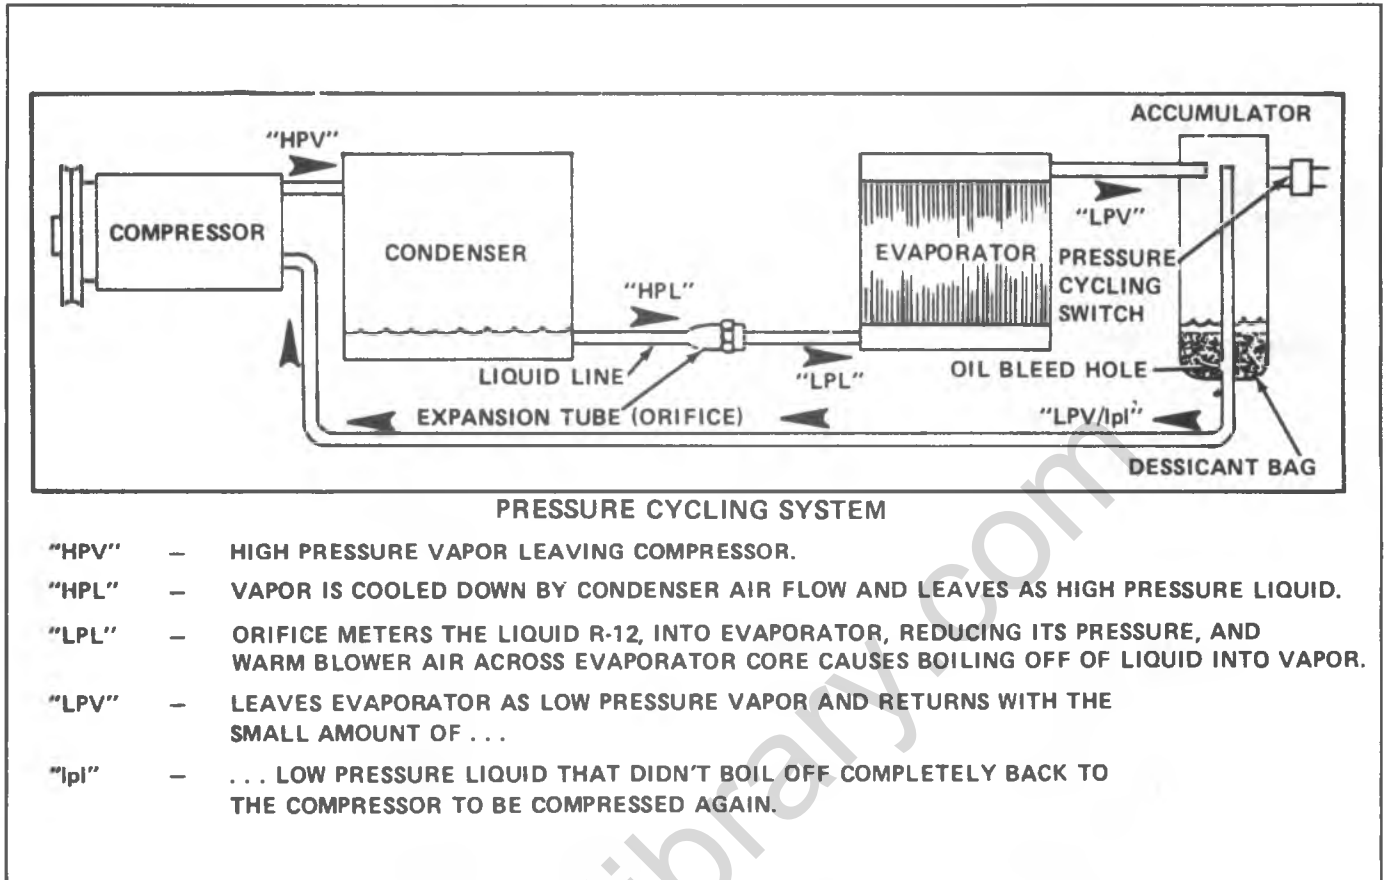 ACCUMULATOR
"HPV"
COMPRESSOR
CONDENSER
"HPL"
EVAPORATOR
"LPV"
PRESSURE
CYCLING
SWITCH
LIQUID LINE
"LPL"
OIL BLEED HOLE
EXPANSION TUBE (ORIFICE)
"LPV/lpl"
DESSICANT BAG
PRESSURE CYCLING SYSTEM
"HPV" – HIGH PRESSURE VAPOR LEAVING COMPRESSOR.
"HPL" – VAPOR IS COOLED DOWN BY CONDENSER AIR FLOW AND LEAVES AS HIGH PRESSURE LIQUID.
"LPL" – ORIFICE METERS THE LIQUID R-12, INTO EVAPORATOR, REDUCING ITS PRESSURE, AND
WARM BLOWER AIR ACROSS EVAPORATOR CORE CAUSES BOILING OFF OF LIQUID INTO VAPOR.
"LPV" – LEAVES EVAPORATOR AS LOW PRESSURE VAPOR AND RETURNS WITH THE
SMALL AMOUNT OF . . .
"lpl" – . . . LOW PRESSURE LIQUID THAT DIDN'T BOIL OFF COMPLETELY BACK TO
THE COMPRESSOR TO BE COMPRESSED AGAIN.
ibrary.com